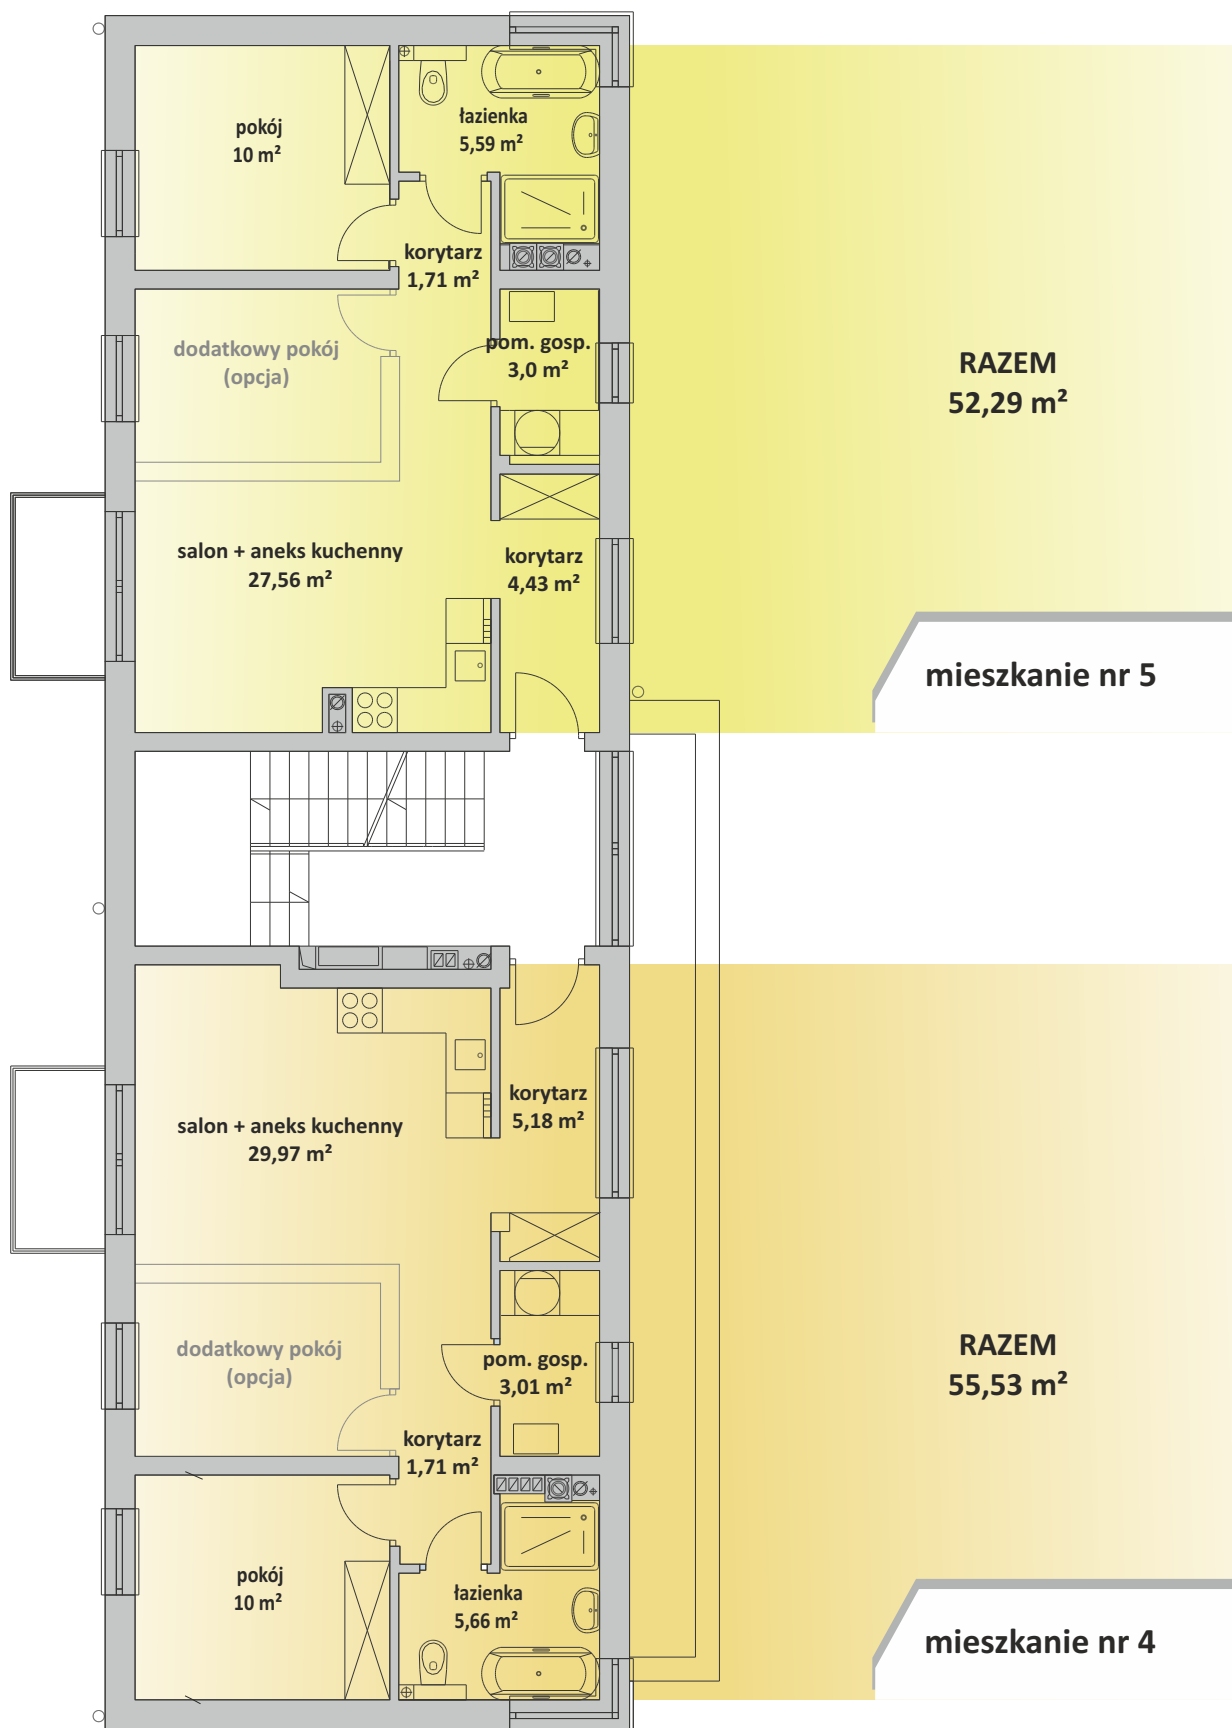 pokój
10 m²
łazienka
5,59 m²
korytarz
1,71 m²
dodatkowy pokój
(opcja)
pom. gosp.
3,0 m²
RAZEM
52,29 m²
salon + aneks kuchenny
27,56 m²
korytarz
4,43 m²
mieszkanie nr 5
salon + aneks kuchenny
29,97 m²
korytarz
5,18 m²
dodatkowy pokój
(opcja)
pom. gosp.
3,01 m²
RAZEM
55,53 m²
korytarz
1,71 m²
pokój
10 m²
łazienka
5,66 m²
mieszkanie nr 4